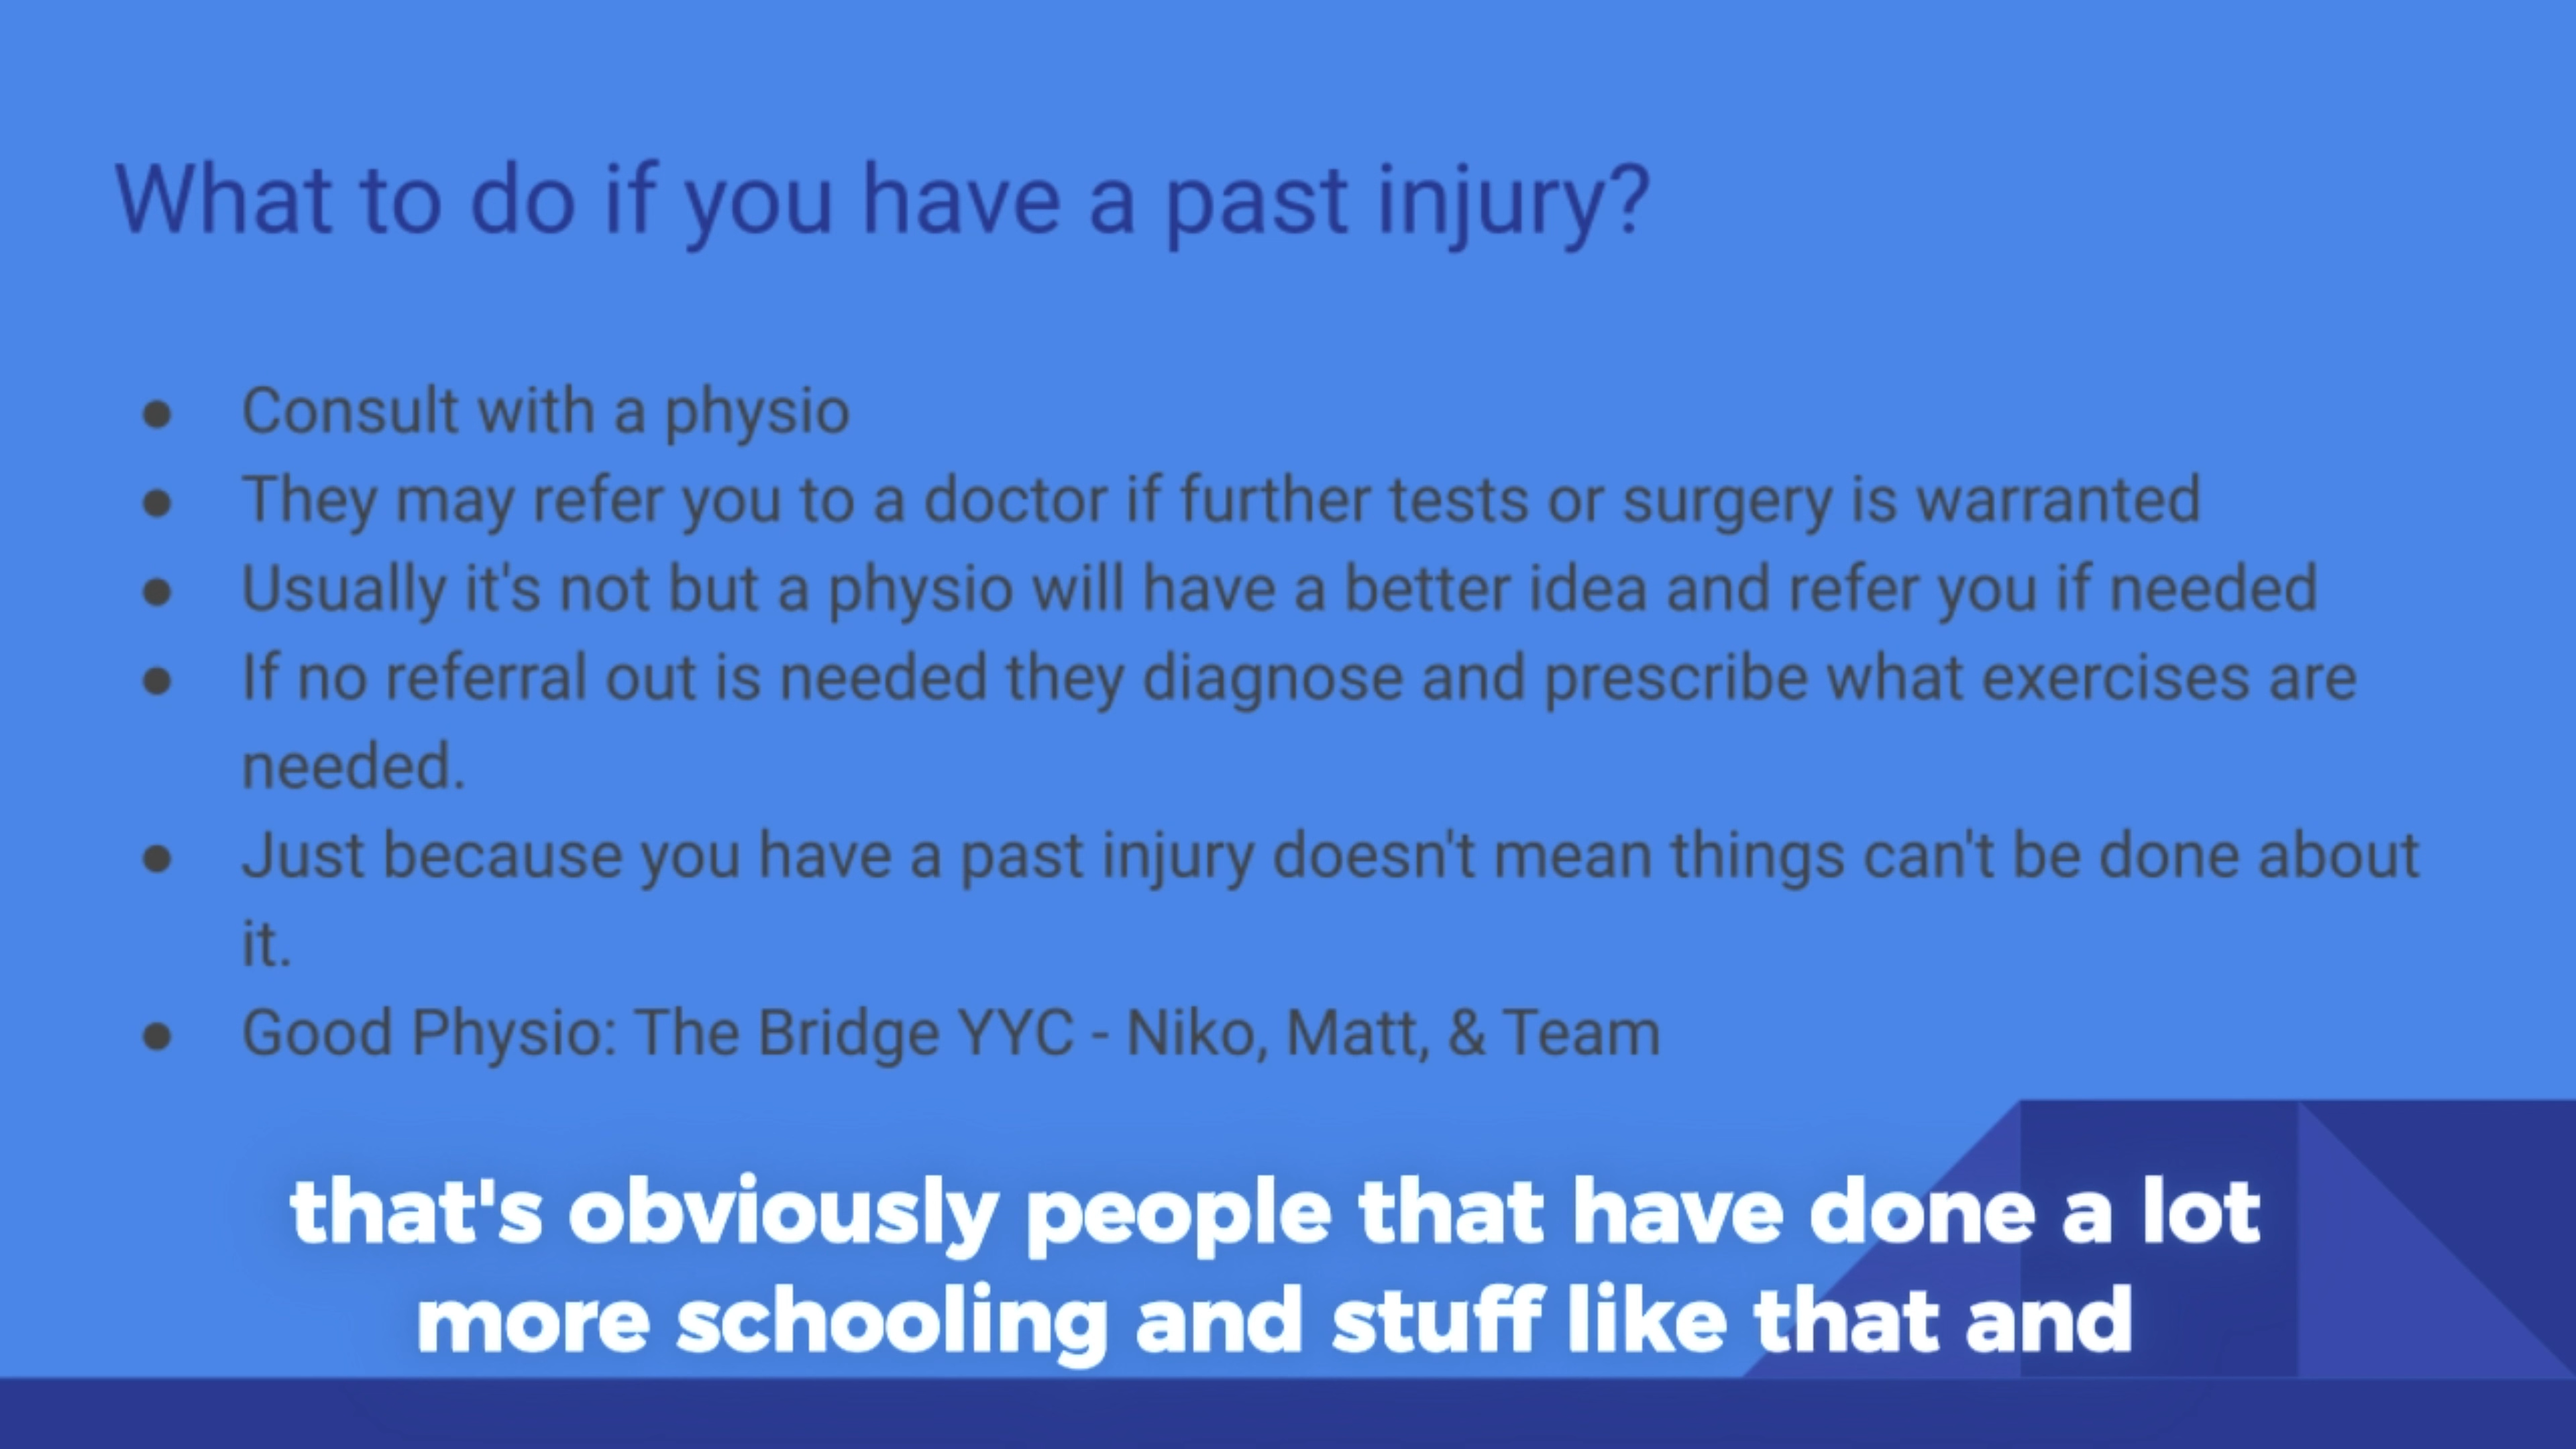 What to do if you have a past injury?
● Consult with a physio
● They may refer you to a doctor if further tests or surgery is warranted
● Usually it's not but a physio will have a better idea and refer you if needed
● If no referral out is needed they diagnose and prescribe what exercises are
needed.
● Just because you have a past injury doesn't mean things can't be done about
it.
● Good Physio: The Bridge YYC - Niko, Matt, & Team
that's obviously people that have done a lot
more schooling and stuff like that and